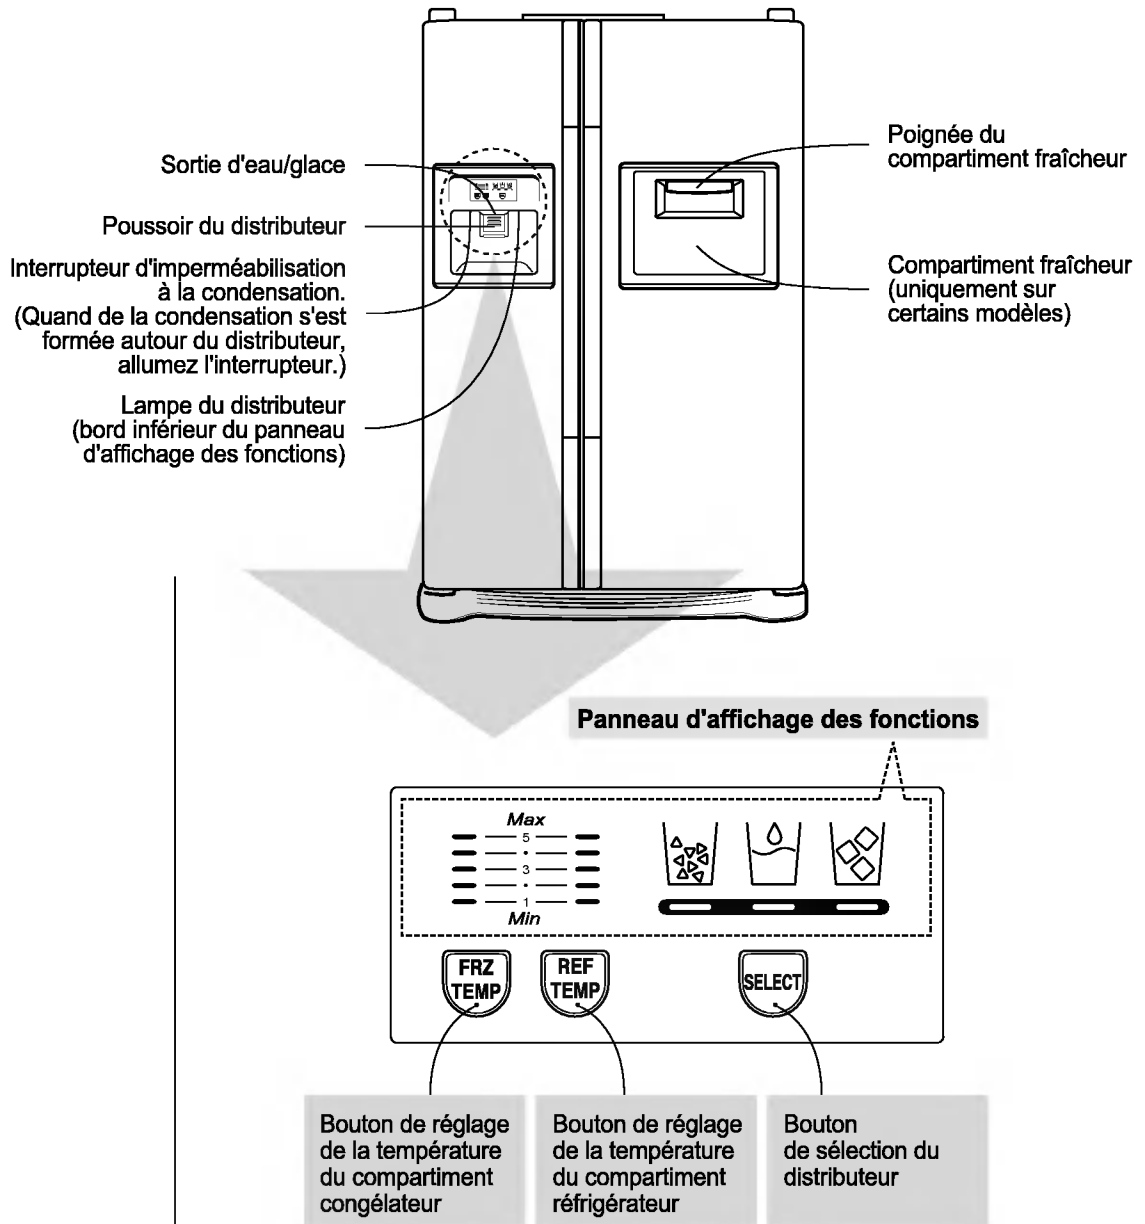 Sortie d'eau/glace
Poussoir du distributeur
Interrupteur d'imperméabilisation
à la condensation.
(Quand de la condensation s'est
formée autour du distributeur,
allumez l'interrupteur.)
Lampe du distributeur
(bord inférieur du panneau
d'affichage des fonctions)
Poignée du
compartiment fraîcheur
Compartiment fraîcheur
(uniquement sur
certains modèles)
Panneau d'affichage des fonctions
Max
5
3
1
Min
FRZ
TEMP
REF
TEMP
SELECT
Bouton de réglage
de la température
du compartiment
congélateur
Bouton de réglage
de la température
du compartiment
réfrigérateur
Bouton
de sélection du
distributeur